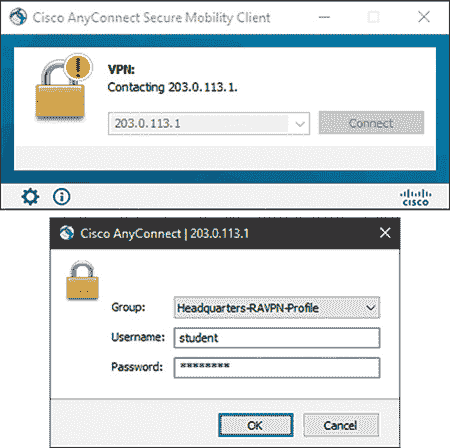 Cisco AnyConnect Secure Mobility Client
VPN:
Contacting 203.0.113.1.
203.0.113.1
Connect
CISCO
Cisco AnyConnect | 203.0.113.1
Group:
Headquarters-RAVPN-Profile
Username:
student
Password:
********
OK
Cancel